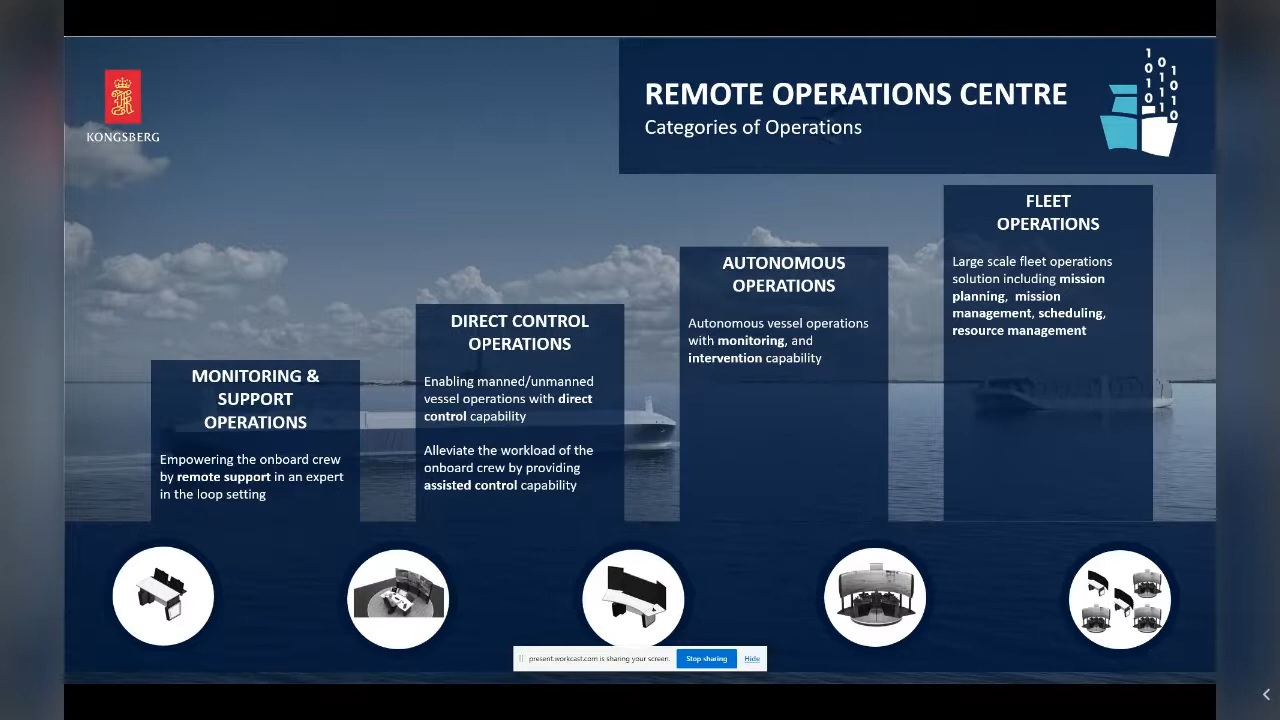 KONGSBERG
REMOTE OPERATIONS CENTRE
Categories of Operations
1
0 0
1 1 1
0 1 0
1 1 1
0 0
MONITORING &
SUPPORT
OPERATIONS
Empowering the onboard crew
by remote support in an expert
in the loop setting
DIRECT CONTROL
OPERATIONS
Enabling manned/unmanned
vessel operations with direct
control capability
Alleviate the workload of the
onboard crew by providing
assisted control capability
AUTONOMOUS
OPERATIONS
Autonomous vessel operations
with monitoring, and
intervention capability
FLEET
OPERATIONS
Large scale fleet operations
solution including mission
planning, mission
management, scheduling,
resource management
present.workcast.com is sharing your screen. Stop sharing Hide